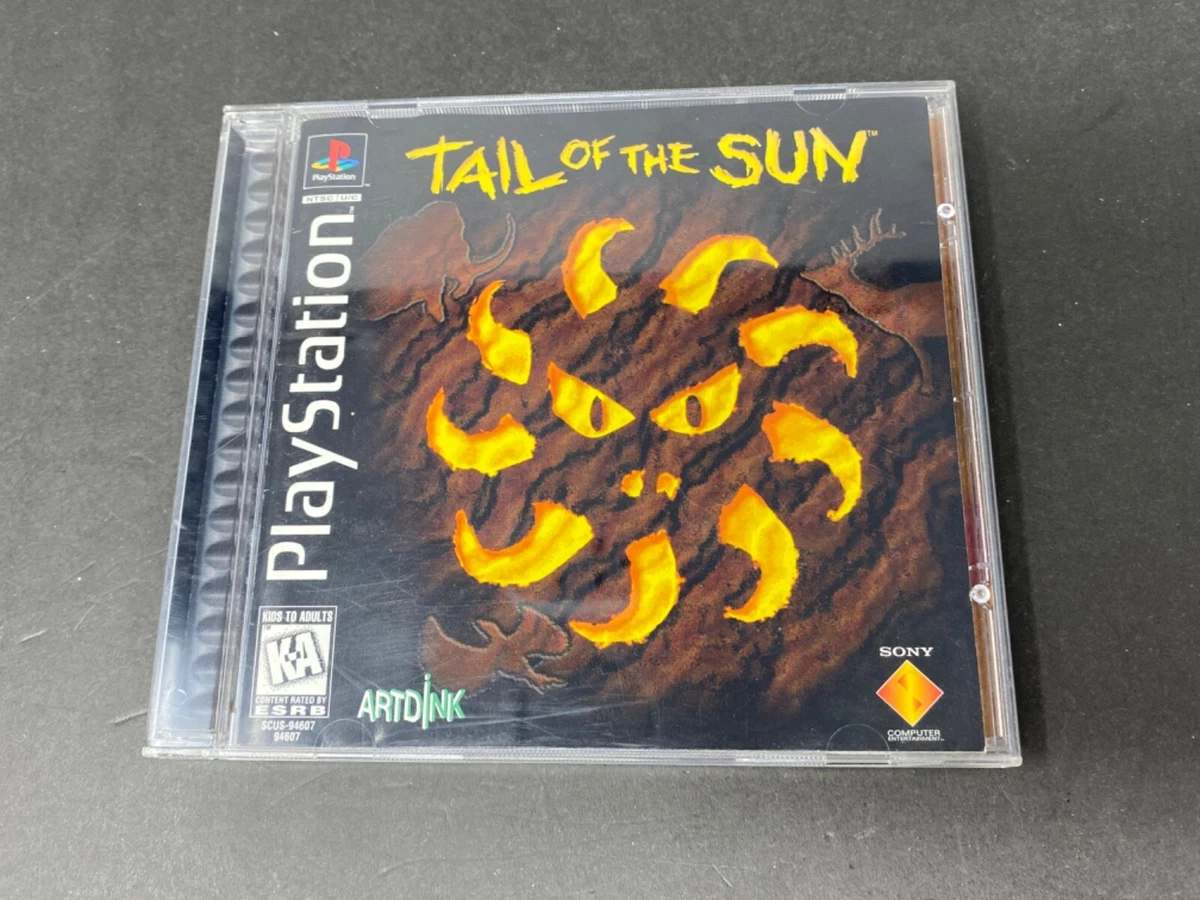 PlayStation
NTSC U/C
PlayStation
TAIL OF THE SUN™
KIDS TO ADULTS
KA
CONTENT RATED BY
ESRB
SCUS-94607
94607
ARTDINK
SONY
COMPUTER
ENTERTAINMENT